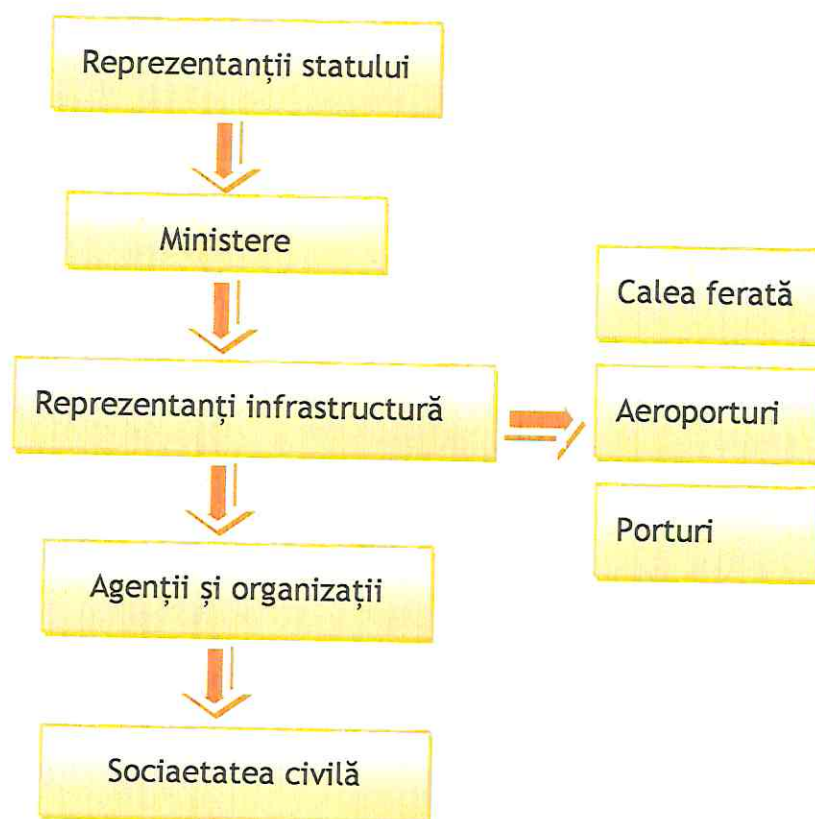 Reprezentanții statului
Ministere
Reprezentanți infrastructură
Agenții și organizații
Sociaetatea civilă
Calea ferată
Aeroporturi
Porturi